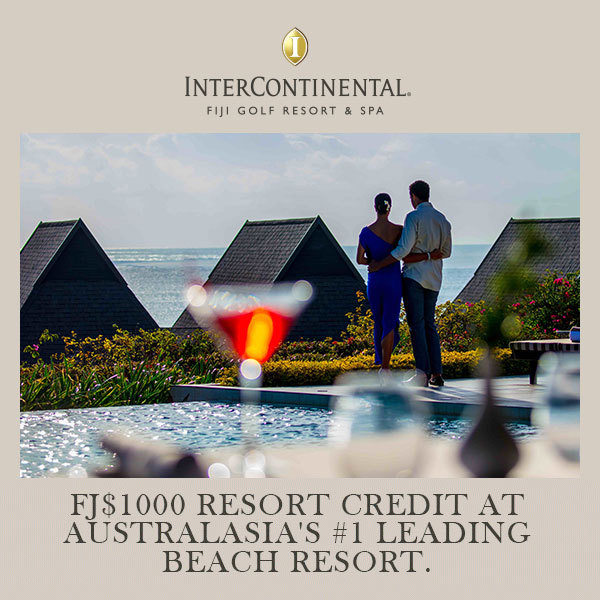 I
INTERCONTINENTAL®
FIJI GOLF RESORT & SPA
FJ$1000 RESORT CREDIT AT
AUSTRALASIA'S #1 LEADING
BEACH RESORT.